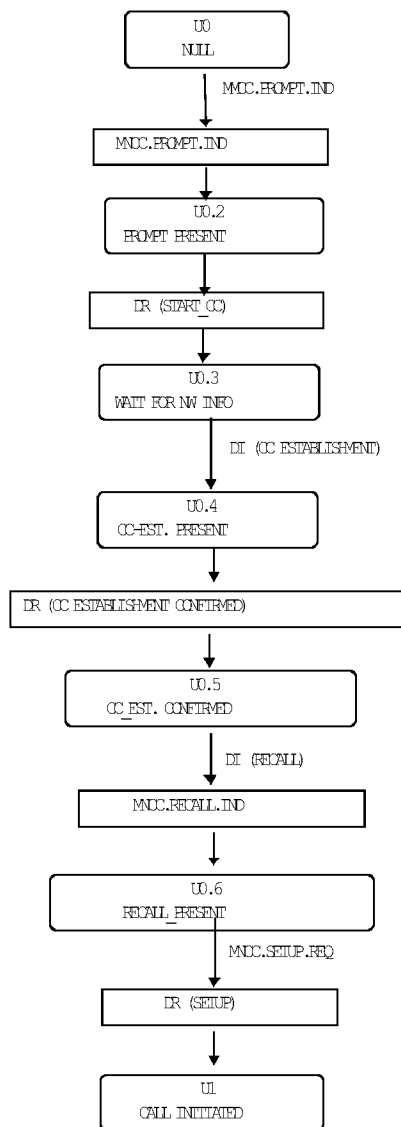 U0
NULL
MMCC.PROMPT.IND
MNCC.PROMPT.IND
U0.2
PROMPT PRESENT
DR (START_CC)
U0.3
WAIT FOR NW INFO
DI (CC ESTABLISHMENT)
U0.4
CC-EST. PRESENT
DR (CC ESTABLISHMENT CONFIRMED)
U0.5
CC_EST. CONFIRMED
DI (RECALL)
MNCC.RECALL.IND
U0.6
RECALL_PRESENT
MNCC.SETUP.REQ
DR (SETUP)
U1
CALL INITIATED